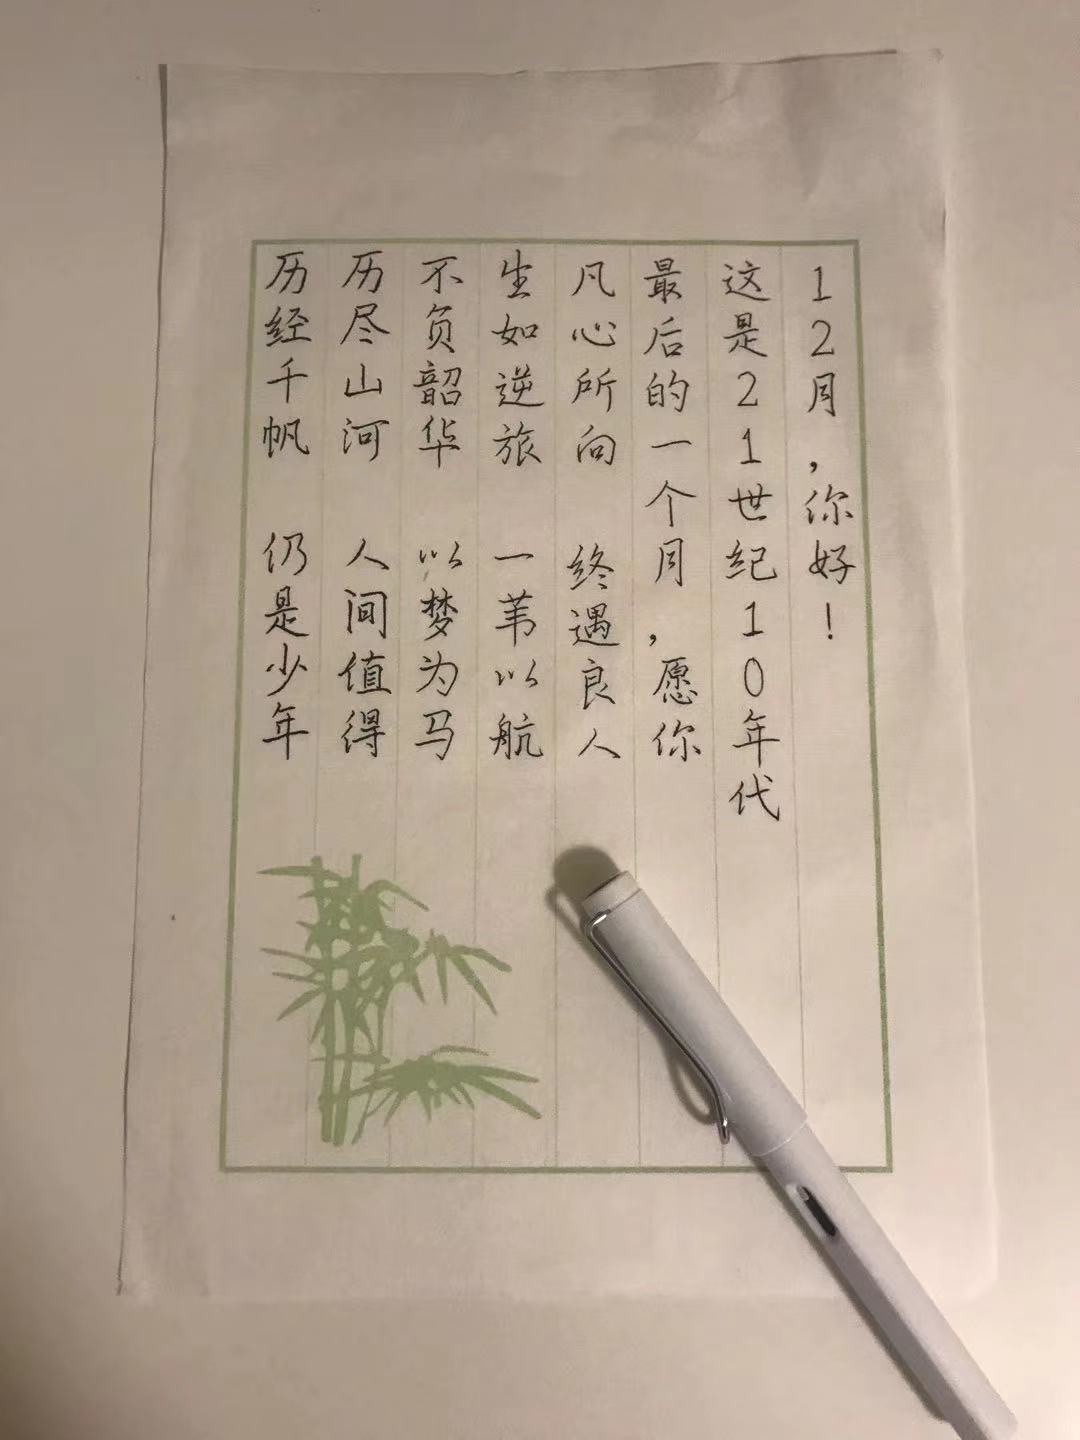 12月，你好！
这是21世纪10年代
最后的一个月，愿你
凡心所向 终遇良人
生如逆旅 一苇以航
不负韶华 以梦为马
历尽山河 人间值得
历经千帆 仍是少年